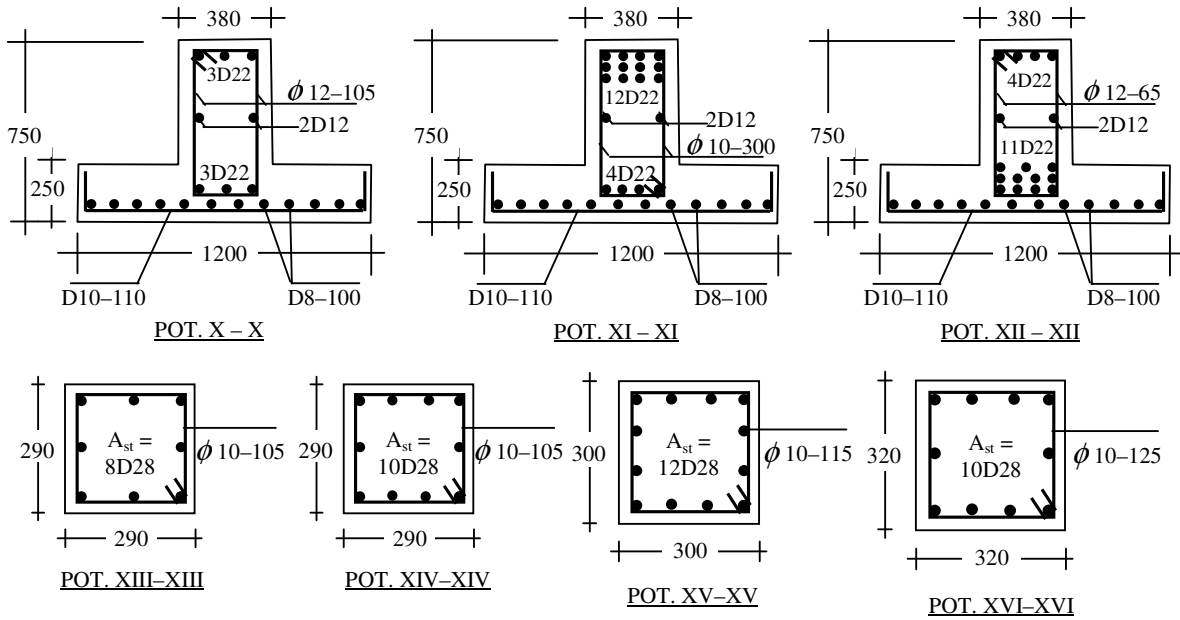 380
3D22
ϕ 12–105
2D12
3D22
750
250
1200
D10–110
D8–100
POT. X – X
380
12D22
2D12
ϕ 10–300
4D22
750
250
1200
D10–110
D8–100
POT. XI – XI
380
4D22
ϕ 12–65
2D12
11D22
750
250
1200
D10–110
D8–100
POT. XII – XII
290
A_st =
8D28
ϕ 10–105
290
POT. XIII–XIII
290
A_st =
10D28
ϕ 10–105
290
POT. XIV–XIV
300
A_st =
12D28
ϕ 10–115
300
POT. XV–XV
320
A_st =
10D28
ϕ 10–125
320
POT. XVI–XVI